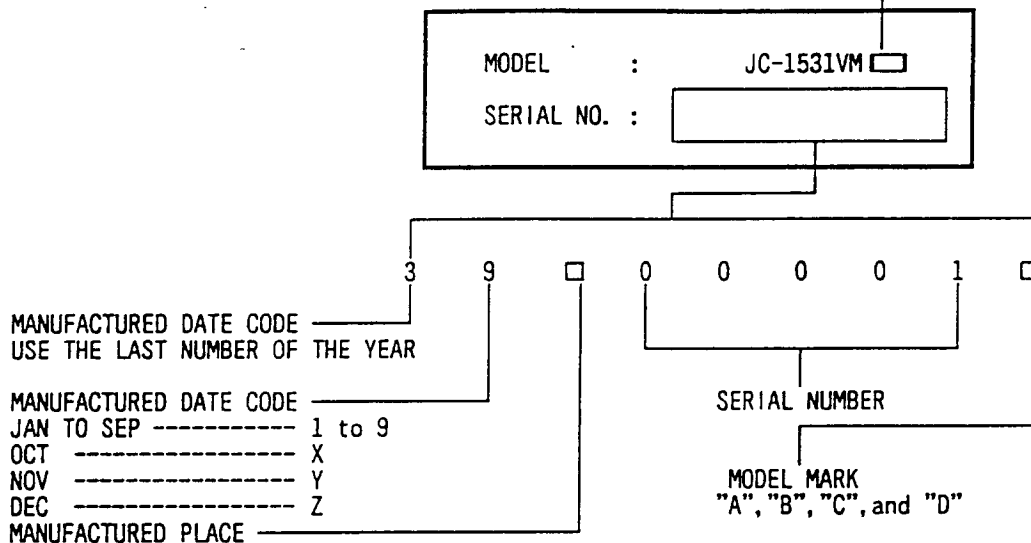 MODEL : JC-1531VM □
SERIAL NO. :
3 9 □ 0 0 0 0 1 □
MANUFACTURED DATE CODE
USE THE LAST NUMBER OF THE YEAR
MANUFACTURED DATE CODE
JAN TO SEP ----------- 1 to 9
OCT ----------------- X
NOV ----------------- Y
DEC ----------------- Z
MANUFACTURED PLACE
SERIAL NUMBER
MODEL MARK
"A", "B", "C", and "D"